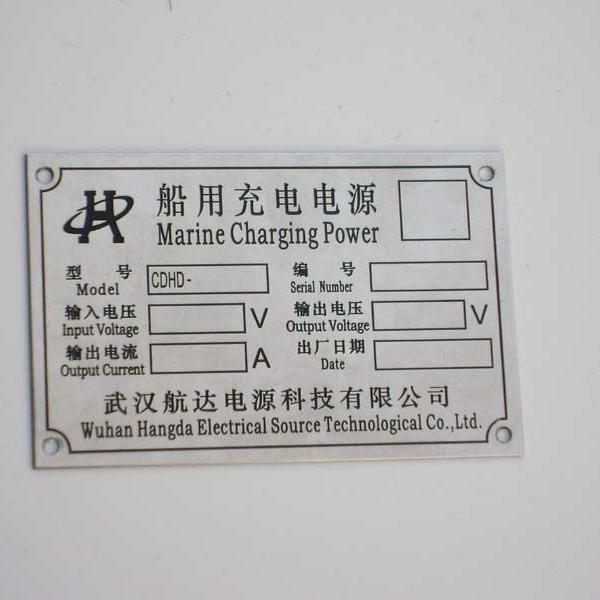 船用充电电源
Marine Charging Power
型 号 CDHD- 编 号
Model Serial Number
输入电压 V 输出电压 V
Input Voltage Output Voltage
输出电流 A 出厂日期
Output Current Date
武汉航达电源科技有限公司
Wuhan Hangda Electrical Source Technological Co.,Ltd.